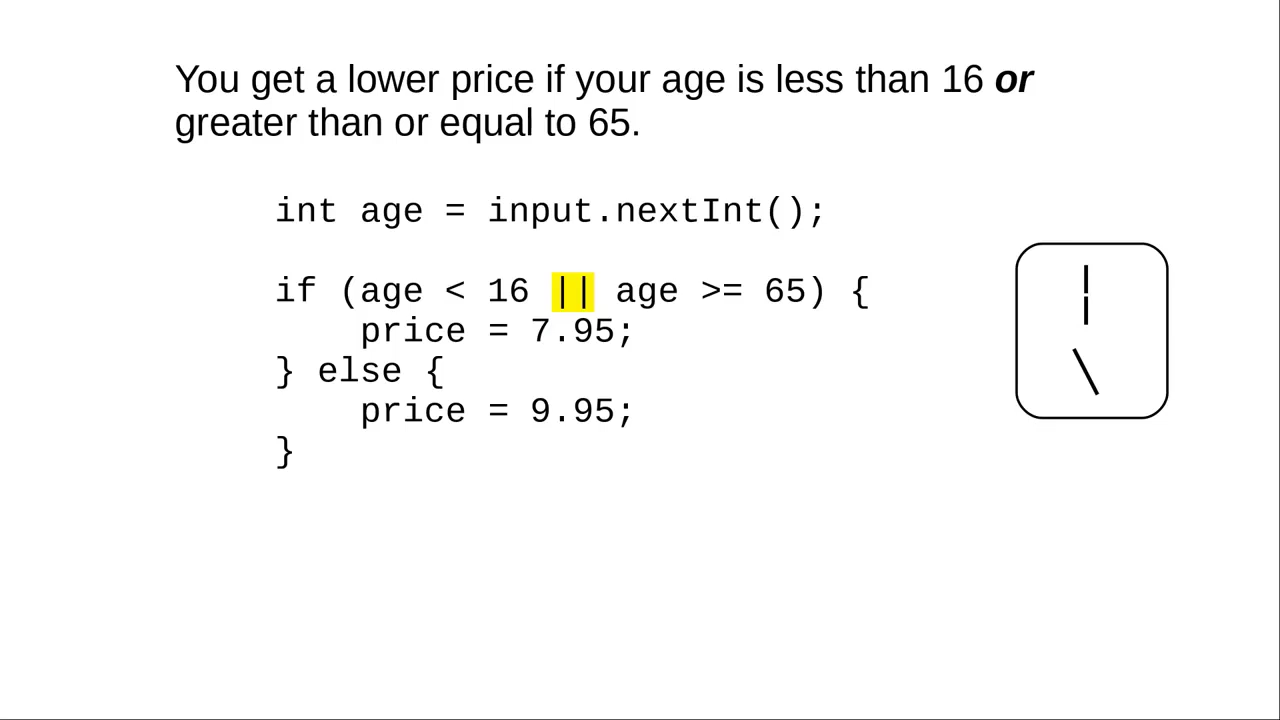 You get a lower price if your age is less than 16 or
greater than or equal to 65.
int age = input.nextInt();
if (age < 16 || age >= 65) {
    price = 7.95;
} else {
    price = 9.95;
}
|
\